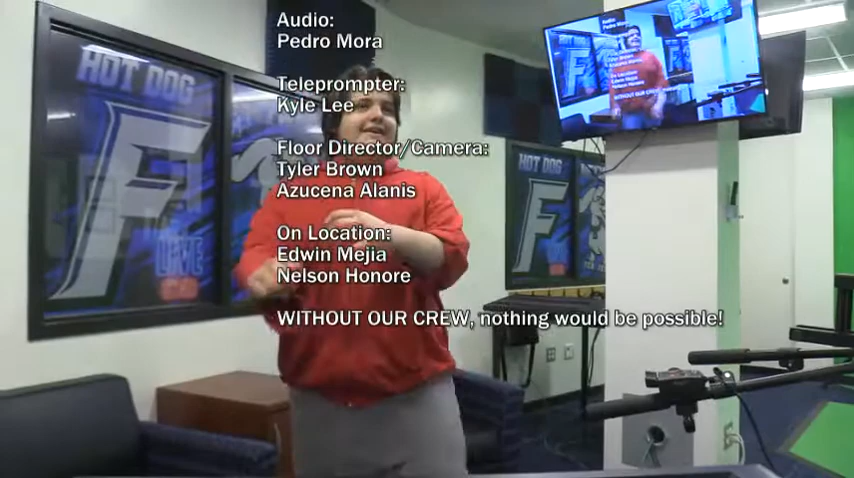 Audio:
Pedro Mora
Teleprompter:
Kyle Lee
Floor Director/Camera:
Tyler Brown
Azucena Alanis
On Location:
Edwin Mejia
Nelson Honore
WITHOUT OUR CREW, nothing would be possible!
HOT DOG
F
LIVE
HOT DOG
F